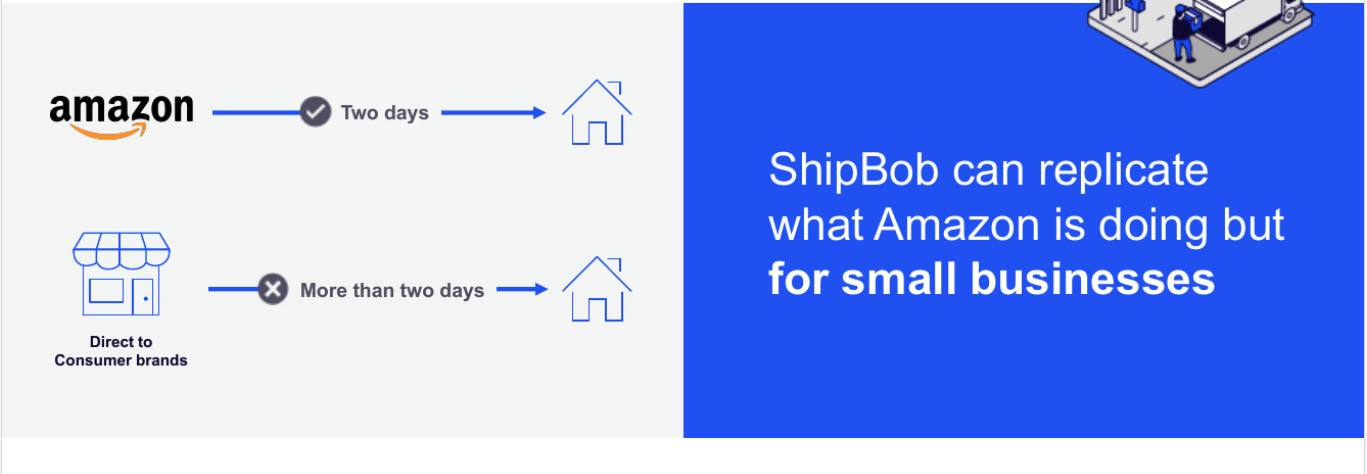 amazon
Two days
More than two days
Direct to
Consumer brands
ShipBob can replicate
what Amazon is doing but
for small businesses